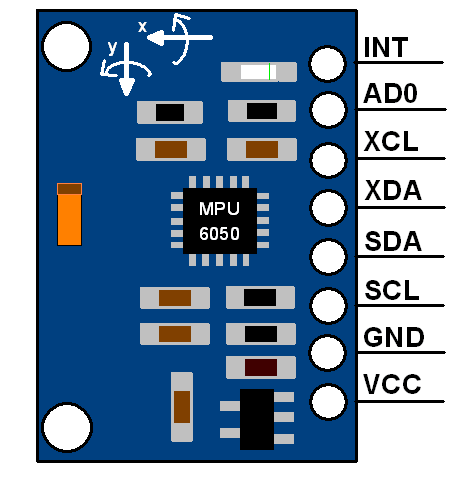 x
y
INT
AD0
XCL
XDA
MPU
6050
SDA
SCL
GND
VCC